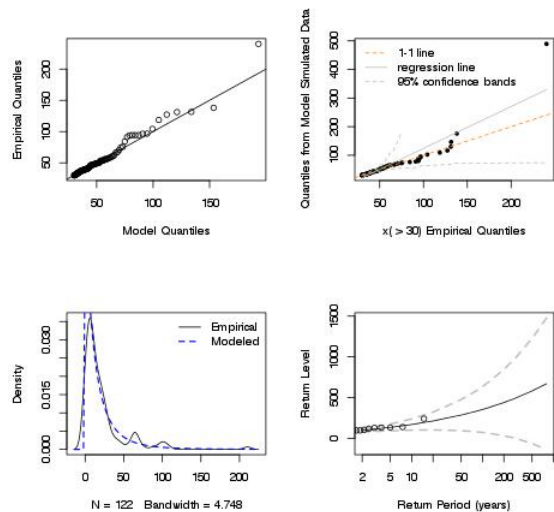 Empirical Quantiles
50 100 150 200
50 100 150
Model Quantiles
Quantiles from Model Simulated Data
100 200 300 400 500
1-1 line
regression line
95% confidence bands
50 100 150 200
x( > 30) Empirical Quantiles
Density
0.000 0.015 0.030
Empirical
Modeled
0 50 100 150 200
N = 122 Bandwidth = 4.748
Return Level
0 500 1000 1500
2 5 10 20 50 100 200 500
Return Period (years)